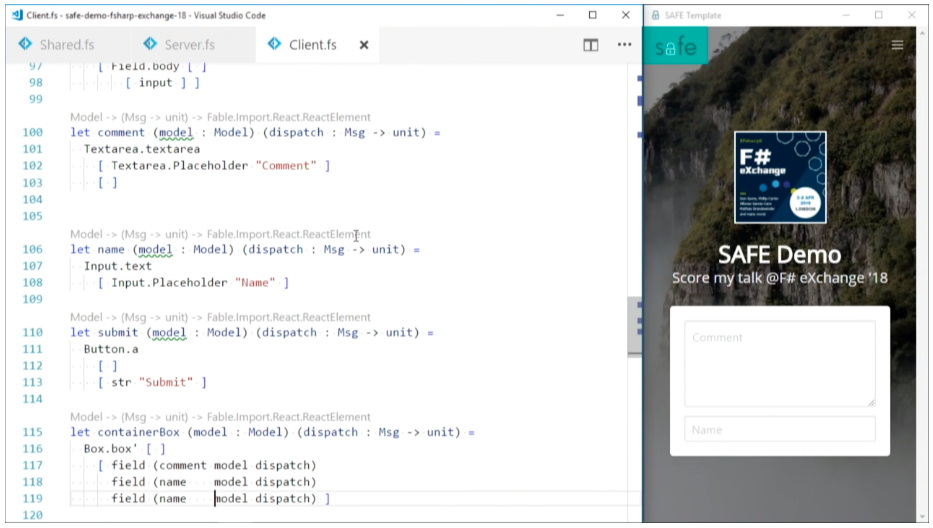 Client.fs - safe-demo-fsharp-exchange-18 - Visual Studio Code
Shared.fs
Server.fs
Client.fs
97 [ Field.body [ ]
98 [ input ] ]
99
Model -> (Msg -> unit) -> Fable.Import.React.ReactElement
100 let comment (model : Model) (dispatch : Msg -> unit) =
101 Textarea.textarea
102 [ Textarea.Placeholder "Comment" ]
103 [ ]
104
105
Model -> (Msg -> unit) -> Fable.Import.React.ReactElement
106 let name (model : Model) (dispatch : Msg -> unit) =
107 Input.text
108 [ Input.Placeholder "Name" ]
109
Model -> (Msg -> unit) -> Fable.Import.React.ReactElement
110 let submit (model : Model) (dispatch : Msg -> unit) =
111 Button.a
112 [ ]
113 [ str "Submit" ]
114
Model -> (Msg -> unit) -> Fable.Import.React.ReactElement
115 let containerBox (model : Model) (dispatch : Msg -> unit) =
116 Box.box' [ ]
117 [ field (comment model dispatch)
118 field (name model dispatch)
119 field (name model dispatch) ]
120
SAFE Template
safe
F#
eXchange
LONDON
SAFE Demo
Score my talk @F# eXchange '18
Comment
Name